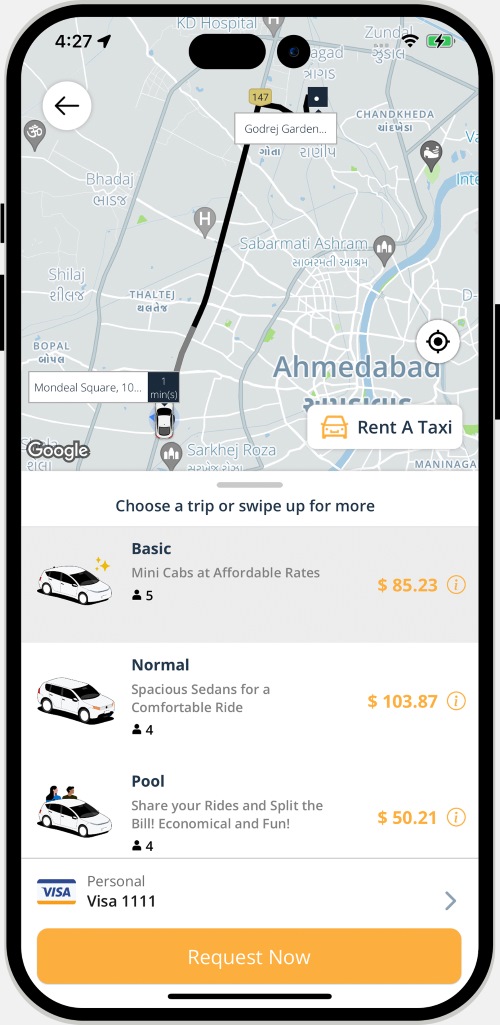 4:27
KD Hospital
Zundal
ઝુંડાલ
ત્રાગડ
147
Godrej Garden...
CHANDKHEDA
ચાંદખેડા
ગોતા
રાણીપ
Bhadaj
ભાડજ
H
Sabarmati Ashram
સાબરમતી આશ્રમ
Shilaj
શીલજ
THALTEJ
થલતેજ
BOPAL
બોપલ
Ahmedabad
Mondeal Square, 10...
1
min(s)
Rent A Taxi
Google
Sarkhej Roza
સરખેજ રોઝા
MANINAGA
Choose a trip or swipe up for more
Basic
Mini Cabs at Affordable Rates
5
$ 85.23
Normal
Spacious Sedans for a
Comfortable Ride
4
$ 103.87
Pool
Share your Rides and Split the
Bill! Economical and Fun!
4
$ 50.21
VISA
Personal
Visa 1111
Request Now